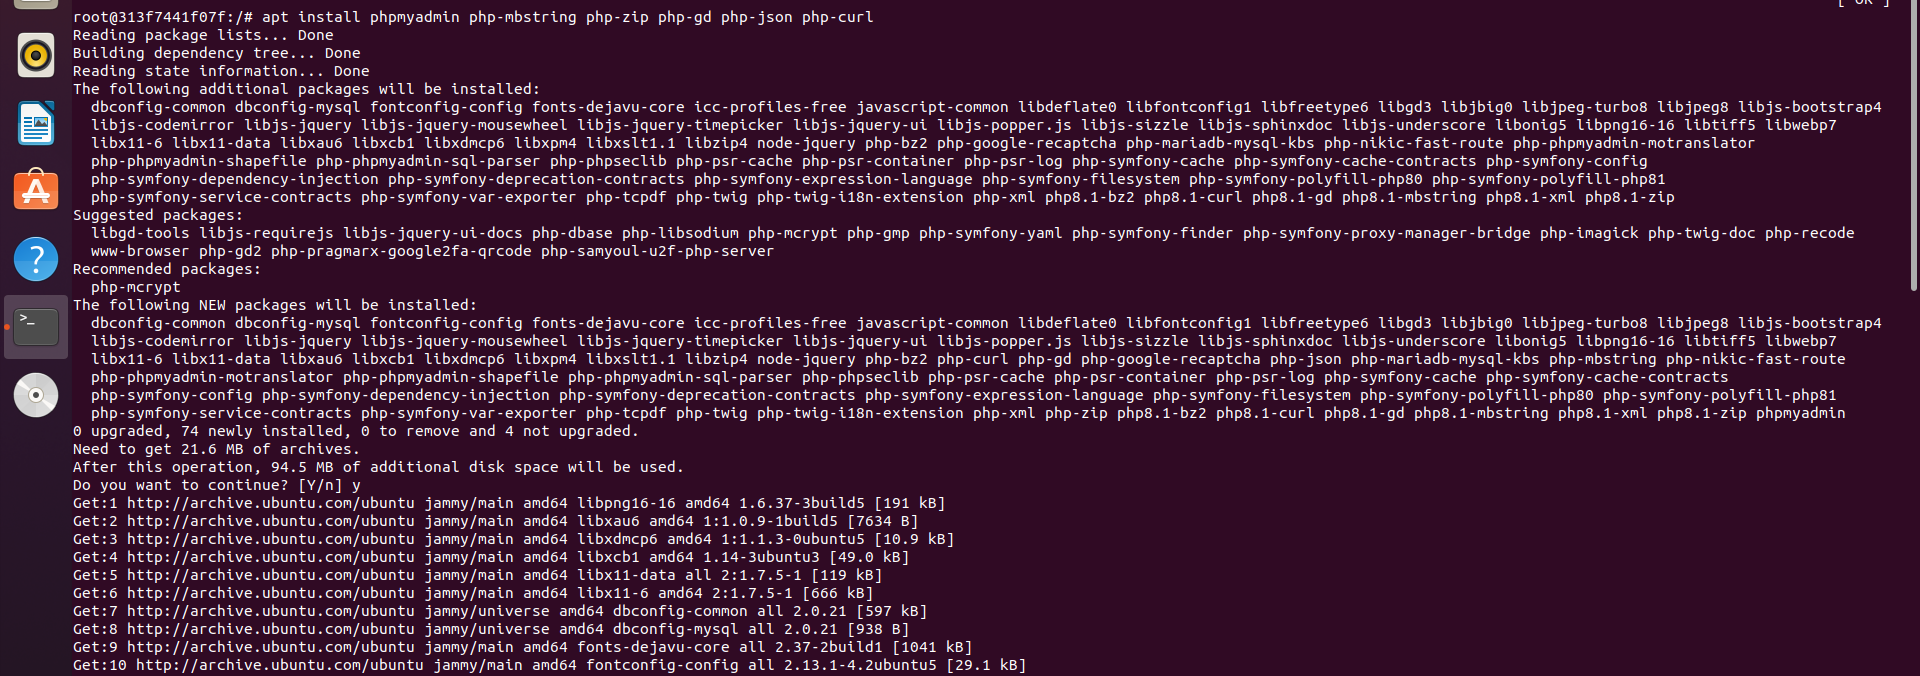 [ OK ]
root@313f7441f07f:/# apt install phpmyadmin php-mbstring php-zip php-gd php-json php-curl
Reading package lists... Done
Building dependency tree... Done
Reading state information... Done
The following additional packages will be installed:
  dbconfig-common dbconfig-mysql fontconfig-config fonts-dejavu-core icc-profiles-free javascript-common libdeflate0 libfontconfig1 libfreetype6 libgd3 libjbig0 libjpeg-turbo8 libjpeg8 libjs-bootstrap4
  libjs-codemirror libjs-jquery libjs-jquery-mousewheel libjs-jquery-timepicker libjs-jquery-ui libjs-popper.js libjs-sizzle libjs-sphinxdoc libjs-underscore libonig5 libpng16-16 libtiff5 libwebp7
  libx11-6 libx11-data libxau6 libxcb1 libxdmcp6 libxpm4 libxslt1.1 libzip4 node-jquery php-bz2 php-google-recaptcha php-mariadb-mysql-kbs php-nikic-fast-route php-phpmyadmin-motranslator
  php-phpmyadmin-shapefile php-phpmyadmin-sql-parser php-phpseclib php-psr-cache php-psr-container php-psr-log php-symfony-cache php-symfony-cache-contracts php-symfony-config
  php-symfony-dependency-injection php-symfony-deprecation-contracts php-symfony-expression-language php-symfony-filesystem php-symfony-polyfill-php80 php-symfony-polyfill-php81
  php-symfony-service-contracts php-symfony-var-exporter php-tcpdf php-twig php-twig-i18n-extension php-xml php8.1-bz2 php8.1-curl php8.1-gd php8.1-mbstring php8.1-xml php8.1-zip
Suggested packages:
  libgd-tools libjs-requirejs libjs-jquery-ui-docs php-dbase php-libsodium php-mcrypt php-gmp php-symfony-yaml php-symfony-finder php-symfony-proxy-manager-bridge php-imagick php-twig-doc php-recode
  www-browser php-gd2 php-pragmarx-google2fa-qrcode php-samyoul-u2f-php-server
Recommended packages:
  php-mcrypt
The following NEW packages will be installed:
  dbconfig-common dbconfig-mysql fontconfig-config fonts-dejavu-core icc-profiles-free javascript-common libdeflate0 libfontconfig1 libfreetype6 libgd3 libjbig0 libjpeg-turbo8 libjpeg8 libjs-bootstrap4
  libjs-codemirror libjs-jquery libjs-jquery-mousewheel libjs-jquery-timepicker libjs-jquery-ui libjs-popper.js libjs-sizzle libjs-sphinxdoc libjs-underscore libonig5 libpng16-16 libtiff5 libwebp7
  libx11-6 libx11-data libxau6 libxcb1 libxdmcp6 libxpm4 libxslt1.1 libzip4 node-jquery php-bz2 php-curl php-gd php-google-recaptcha php-json php-mariadb-mysql-kbs php-mbstring php-nikic-fast-route
  php-phpmyadmin-motranslator php-phpmyadmin-shapefile php-phpmyadmin-sql-parser php-phpseclib php-psr-cache php-psr-container php-psr-log php-symfony-cache php-symfony-cache-contracts
  php-symfony-config php-symfony-dependency-injection php-symfony-deprecation-contracts php-symfony-expression-language php-symfony-filesystem php-symfony-polyfill-php80 php-symfony-polyfill-php81
  php-symfony-service-contracts php-symfony-var-exporter php-tcpdf php-twig php-twig-i18n-extension php-xml php-zip php8.1-bz2 php8.1-curl php8.1-gd php8.1-mbstring php8.1-xml php8.1-zip phpmyadmin
0 upgraded, 74 newly installed, 0 to remove and 4 not upgraded.
Need to get 21.6 MB of archives.
After this operation, 94.5 MB of additional disk space will be used.
Do you want to continue? [Y/n] y
Get:1 http://archive.ubuntu.com/ubuntu jammy/main amd64 libpng16-16 amd64 1.6.37-3build5 [191 kB]
Get:2 http://archive.ubuntu.com/ubuntu jammy/main amd64 libxau6 amd64 1:1.0.9-1build5 [7634 B]
Get:3 http://archive.ubuntu.com/ubuntu jammy/main amd64 libxdmcp6 amd64 1:1.1.3-0ubuntu5 [10.9 kB]
Get:4 http://archive.ubuntu.com/ubuntu jammy/main amd64 libxcb1 amd64 1.14-3ubuntu3 [49.0 kB]
Get:5 http://archive.ubuntu.com/ubuntu jammy/main amd64 libx11-data all 2:1.7.5-1 [119 kB]
Get:6 http://archive.ubuntu.com/ubuntu jammy/main amd64 libx11-6 amd64 2:1.7.5-1 [666 kB]
Get:7 http://archive.ubuntu.com/ubuntu jammy/universe amd64 dbconfig-common all 2.0.21 [597 kB]
Get:8 http://archive.ubuntu.com/ubuntu jammy/universe amd64 dbconfig-mysql all 2.0.21 [938 B]
Get:9 http://archive.ubuntu.com/ubuntu jammy/main amd64 fonts-dejavu-core all 2.37-2build1 [1041 kB]
Get:10 http://archive.ubuntu.com/ubuntu jammy/main amd64 fontconfig-config all 2.13.1-4.2ubuntu5 [29.1 kB]